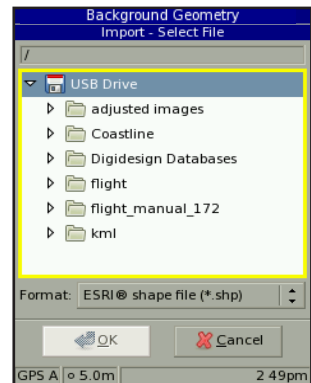 Background Geometry
Import - Select File
/
USB Drive
adjusted images
Coastline
Digidesign Databases
flight
flight_manual_172
kml
Format: ESRI® shape file (*.shp)
OK Cancel
GPS A 5.0m 2 49pm